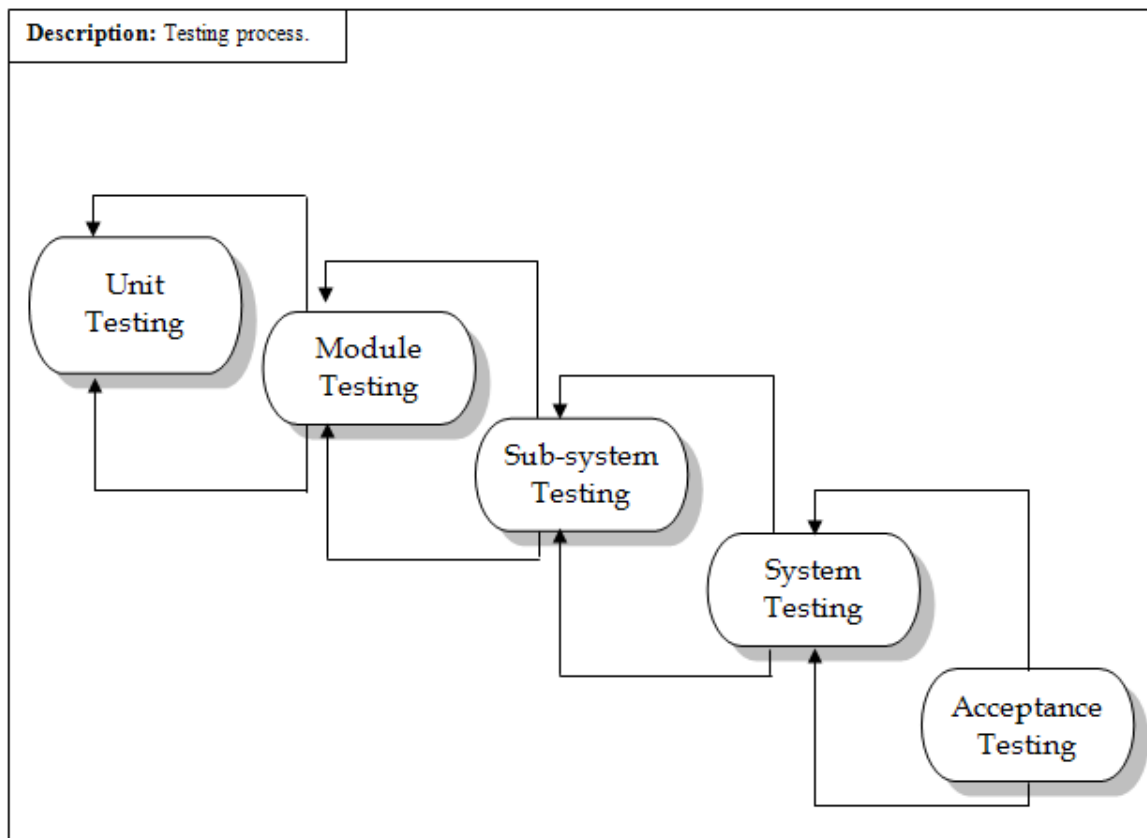 Description: Testing process.
Unit
Testing
Module
Testing
Sub-system
Testing
System
Testing
Acceptance
Testing